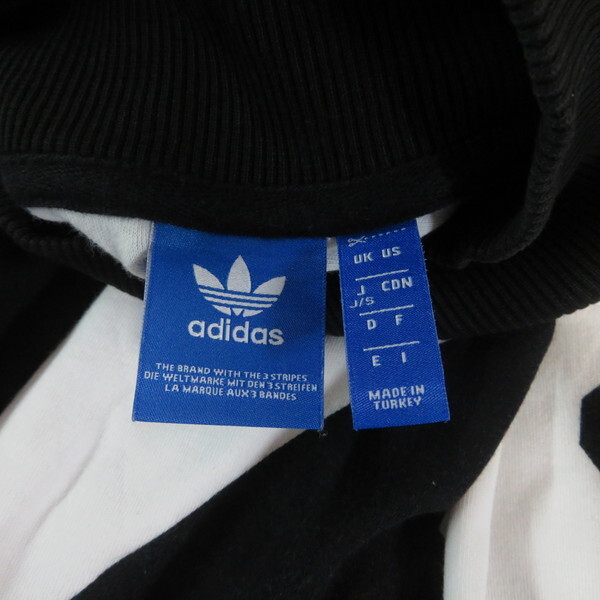 adidas
THE BRAND WITH THE 3 STRIPES
DIE WELTMARKE MIT DEN 3 STREIFEN
LA MARQUE AUX 3 BANDES
UK US
J CDN
J/S
D F
E I
MADE IN
TURKEY